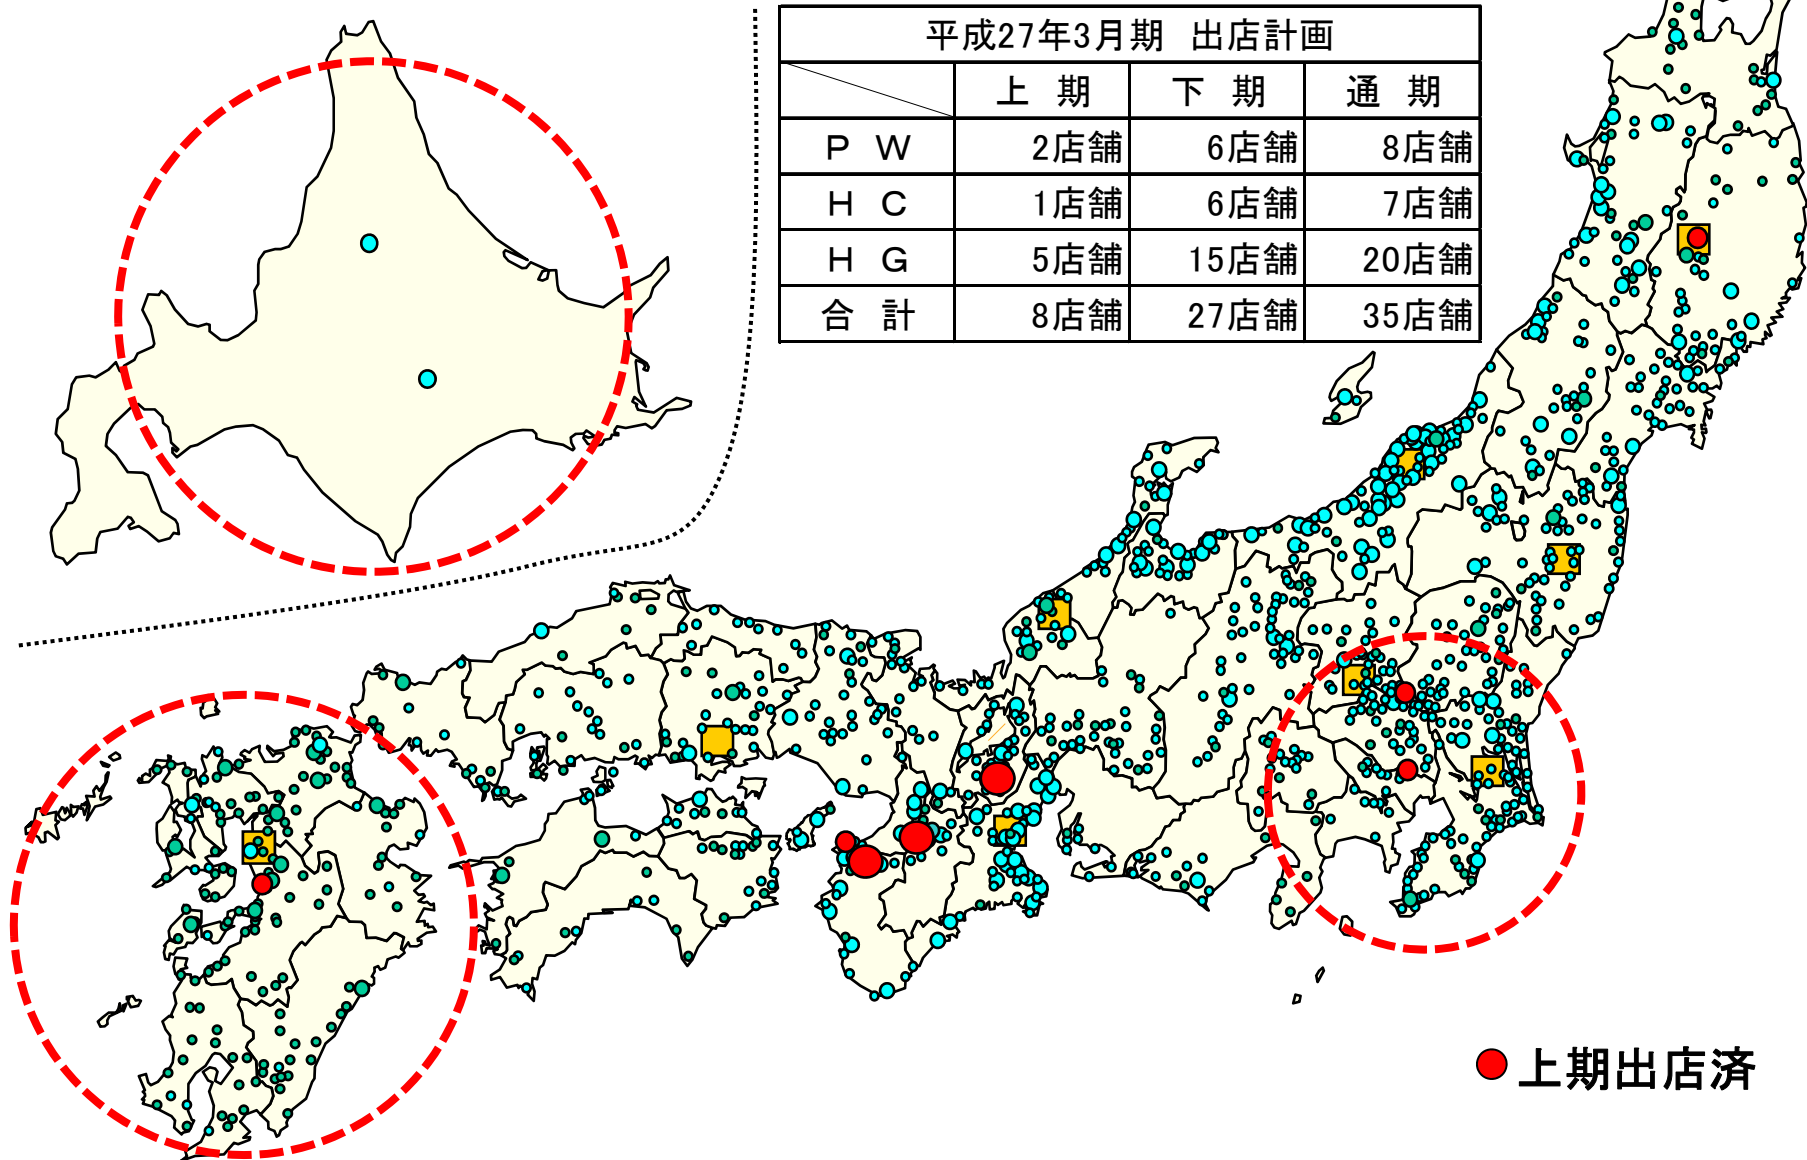 平成27年3月期 出店計画
上 期 下 期 通 期
Ｐ Ｗ 2店舗 6店舗 8店舗
Ｈ Ｃ 1店舗 6店舗 7店舗
Ｈ Ｇ 5店舗 15店舗 20店舗
合 計 8店舗 27店舗 35店舗
上期出店済